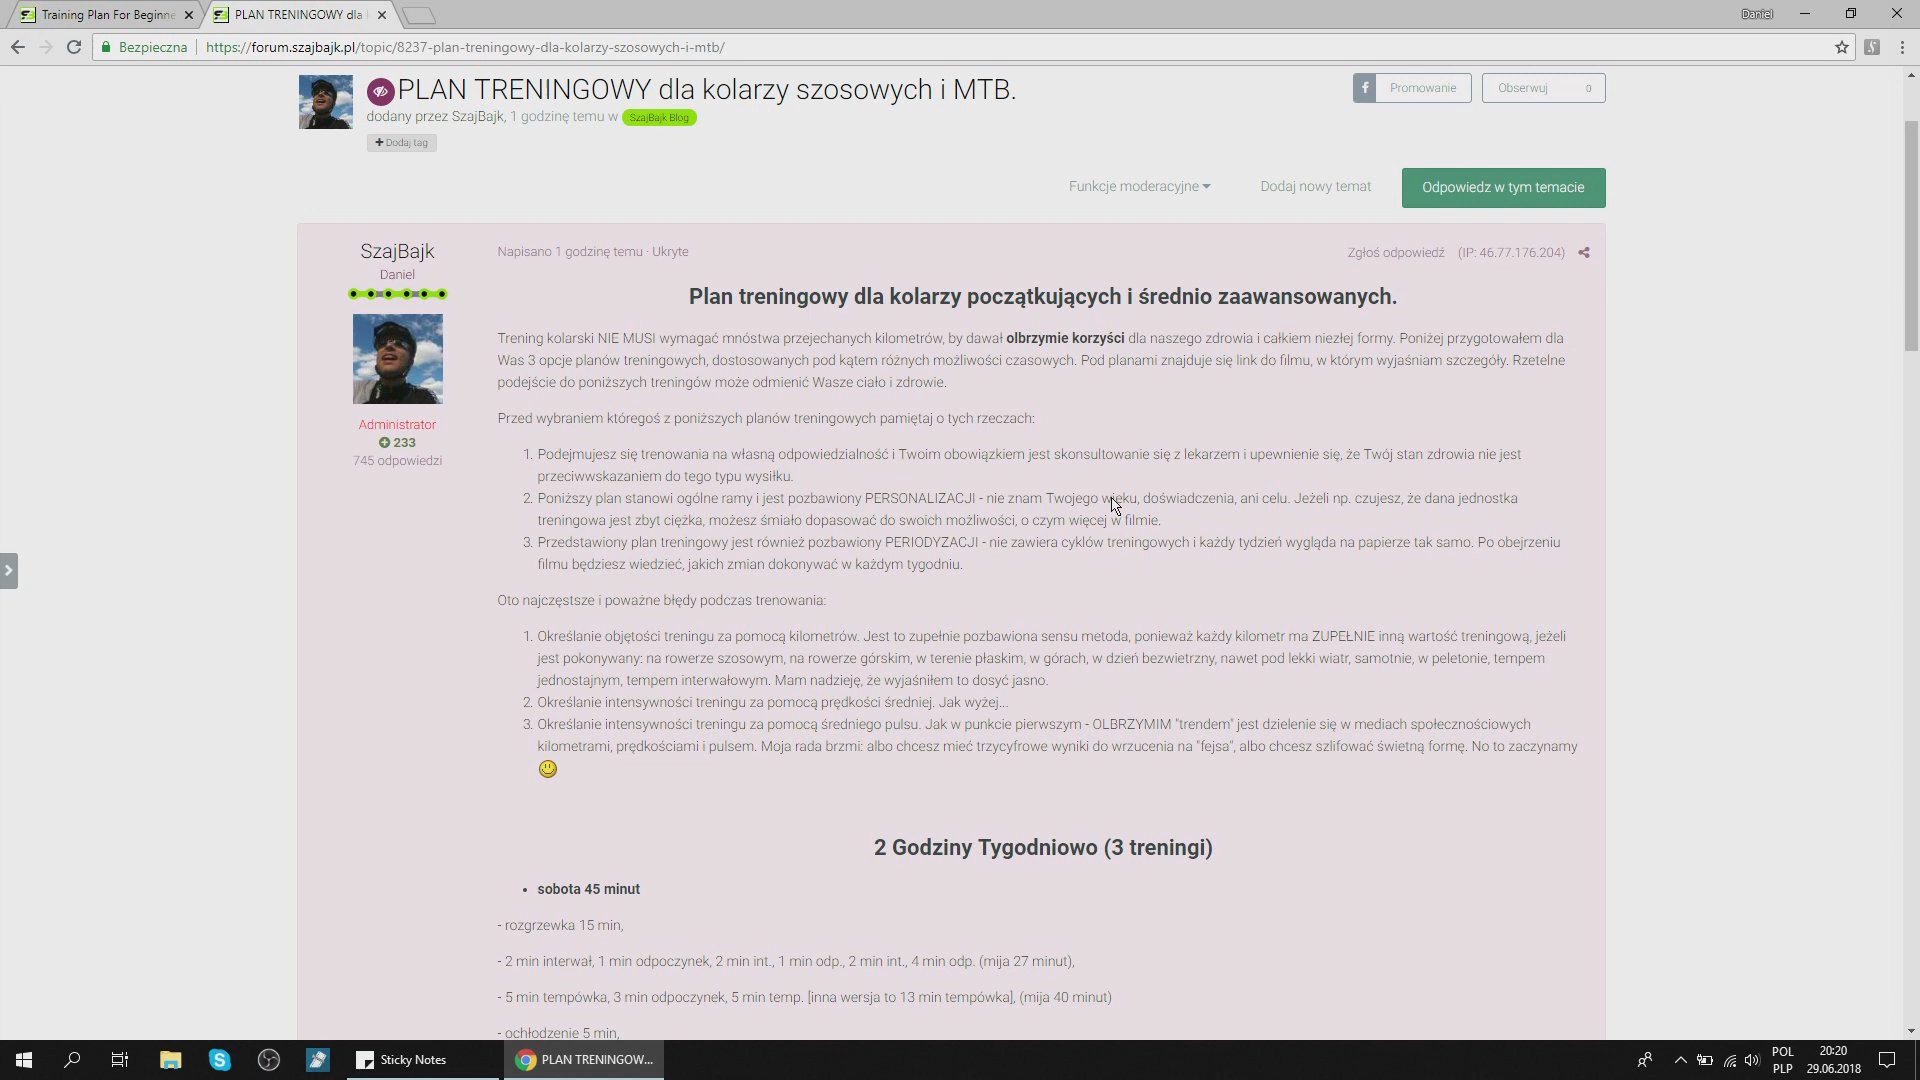 Training Plan For Beginne
PLAN TRENINGOWY dla
Daniel
Bezpieczna
https://forum.szajbajk.pl/topic/8237-plan-treningowy-dla-kolarzy-szosowych-i-mtb/
PLAN TRENINGOWY dla kolarzy szosowych i MTB.
dodany przez SzajBajk, 1 godzinę temu w SzajBajk Blog
+ Dodaj tag
f Promowanie
Obserwuj 0
Funkcje moderacyjne
Dodaj nowy temat
Odpowiedz w tym temacie
SzajBajk
Daniel
Administrator
233
745 odpowiedzi
Napisano 1 godzinę temu · Ukryte
Zgłoś odpowiedź (IP: 46.77.176.204)
Plan treningowy dla kolarzy początkujących i średnio zaawansowanych.
Trening kolarski NIE MUSI wymagać mnóstwa przejechanych kilometrów, by dawał olbrzymie korzyści dla naszego zdrowia i całkiem niezłej formy. Poniżej przygotowałem dla
Was 3 opcje planów treningowych, dostosowanych pod kątem różnych możliwości czasowych. Pod planami znajduje się link do filmu, w którym wyjaśniam szczegóły. Rzetelne
podejście do poniższych treningów może odmienić Wasze ciało i zdrowie.
Przed wybraniem któregoś z poniższych planów treningowych pamiętaj o tych rzeczach:
1. Podejmujesz się trenowania na własną odpowiedzialność i Twoim obowiązkiem jest skonsultowanie się z lekarzem i upewnienie się, że Twój stan zdrowia nie jest
przeciwwskazaniem do tego typu wysiłku.
2. Poniższy plan stanowi ogólne ramy i jest pozbawiony PERSONALIZACJI - nie znam Twojego wieku, doświadczenia, ani celu. Jeżeli np. czujesz, że dana jednostka
treningowa jest zbyt ciężka, możesz śmiało dopasować do swoich możliwości, o czym więcej w filmie.
3. Przedstawiony plan treningowy jest również pozbawiony PERIODYZACJI - nie zawiera cyklów treningowych i każdy tydzień wygląda na papierze tak samo. Po obejrzeniu
filmu będziesz wiedzieć, jakich zmian dokonywać w każdym tygodniu.
Oto najczęstsze i poważne błędy podczas trenowania:
1. Określanie objętości treningu za pomocą kilometrów. Jest to zupełnie pozbawiona sensu metoda, ponieważ każdy kilometr ma ZUPEŁNIE inną wartość treningową, jeżeli
jest pokonywany: na rowerze szosowym, na rowerze górskim, w terenie płaskim, w górach, w dzień bezwietrzny, nawet pod lekki wiatr, samotnie, w peletonie, tempem
jednostajnym, tempem interwałowym. Mam nadzieję, że wyjaśniłem to dosyć jasno.
2. Określanie intensywności treningu za pomocą prędkości średniej. Jak wyżej...
3. Określanie intensywności treningu za pomocą średniego pulsu. Jak w punkcie pierwszym - OLBRZYMIM "trendem" jest dzielenie się w mediach społecznościowych
kilometrami, prędkościami i pulsem. Moja rada brzmi: albo chcesz mieć trzycyfrowe wyniki do wrzucenia na "fejsa", albo chcesz szlifować świetną formę. No to zaczynamy
2 Godziny Tygodniowo (3 treningi)
• sobota 45 minut
- rozgrzewka 15 min,
- 2 min interwał, 1 min odpoczynek, 2 min int., 1 min odp., 2 min int., 4 min odp. (mija 27 minut),
- 5 min tempówka, 3 min odpoczynek, 5 min temp. [inna wersja to 13 min tempówka], (mija 40 minut)
- ochłodzenie 5 min,
Sticky Notes
PLAN TRENINGOW...
POL
PLP
20:20
29.06.2018